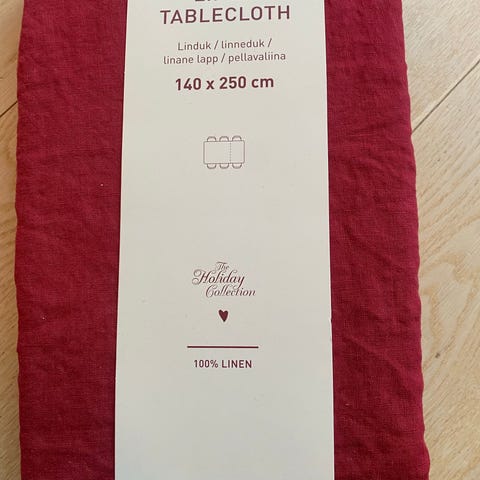 TABLECLOTH
Linduk / linneduk /
linane lapp / pellavaliina
140 x 250 cm
The
Holiday
Collection
100% LINEN